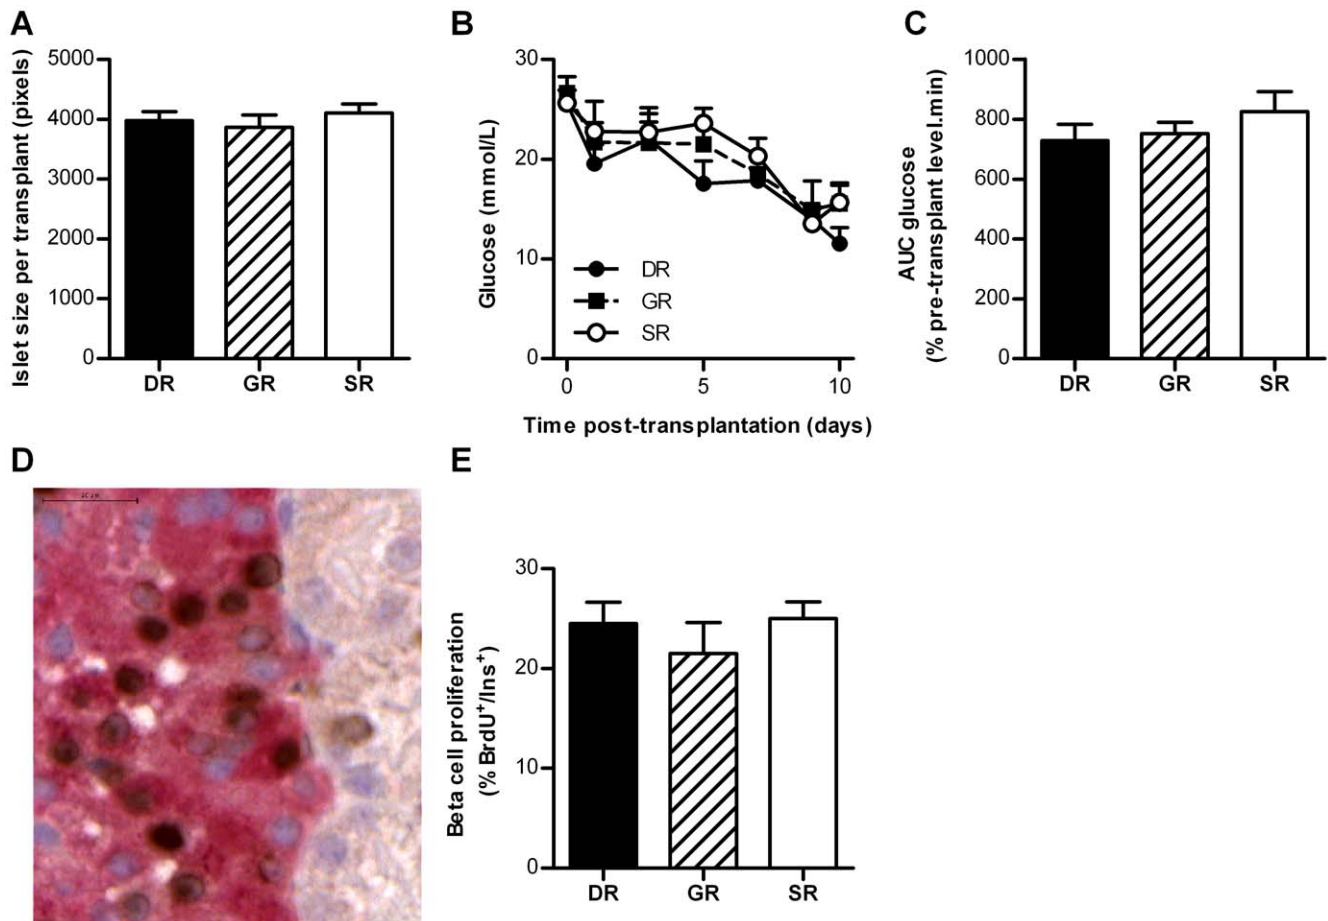 A
Islet size per transplant (pixels)
5000
4000
3000
2000
1000
0
DR
GR
SR
B
Glucose (mmol/L)
30
20
10
0
DR
GR
SR
0
5
10
Time post-transplantation (days)
C
AUC glucose
(% pre-transplant level.min)
1000
800
600
400
200
0
DR
GR
SR
D
E
Beta cell proliferation
(% BrdU⁺/Ins⁺)
30
20
10
0
DR
GR
SR